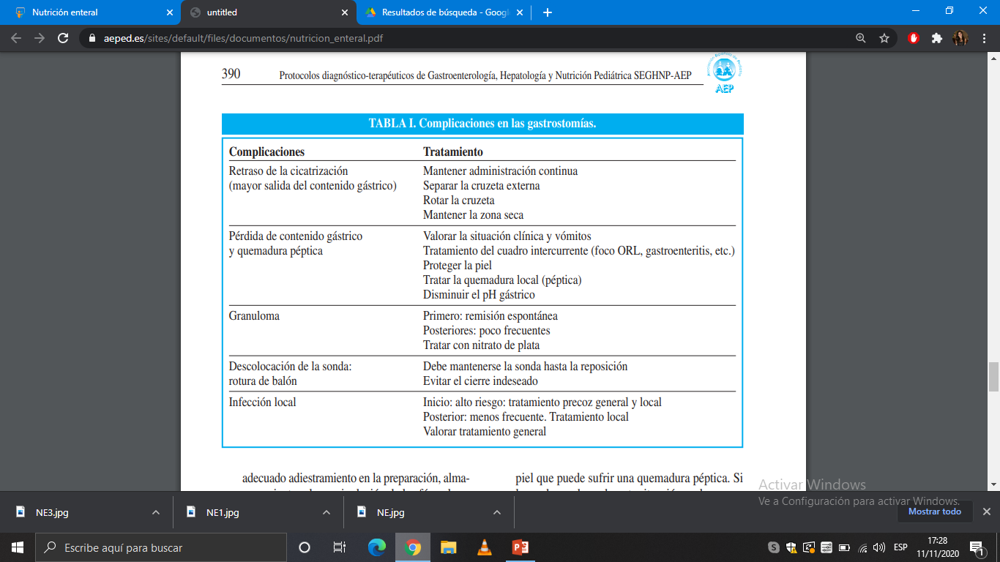 Nutrición enteral
untitled
Resultados de búsqueda - Goog
aeped.es/sites/default/files/documentos/nutricion_enteral.pdf
390
Protocolos diagnóstico-terapéuticos de Gastroenterología, Hepatología y Nutrición Pediátrica SEGHNP-AEP
AEP
TABLA I. Complicaciones en las gastrostomías.
Complicaciones Tratamiento
Retraso de la cicatrización Mantener administración continua
(mayor salida del contenido gástrico) Separar la cruzeta externa
Rotar la cruzeta
Mantener la zona seca
Pérdida de contenido gástrico Valorar la situación clínica y vómitos
y quemadura péptica Tratamiento del cuadro intercurrente (foco ORL, gastroenteritis, etc.)
Proteger la piel
Tratar la quemadura local (péptica)
Disminuir el pH gástrico
Granuloma Primero: remisión espontánea
Posteriores: poco frecuentes
Tratar con nitrato de plata
Descolocación de la sonda: Debe mantenerse la sonda hasta la reposición
rotura de balón Evitar el cierre indeseado
Infección local Inicio: alto riesgo: tratamiento precoz general y local
Posterior: menos frecuente. Tratamiento local
Valorar tratamiento general
adecuado adiestramiento en la preparación, alma-
piel que puede sufrir una quemadura péptica. Si
Activar Windows
Ve a Configuración para activar Windows.
NE3.jpg
NE1.jpg
NE.jpg
Mostrar todo
Escribe aquí para buscar
ESP
17:28
11/11/2020
1